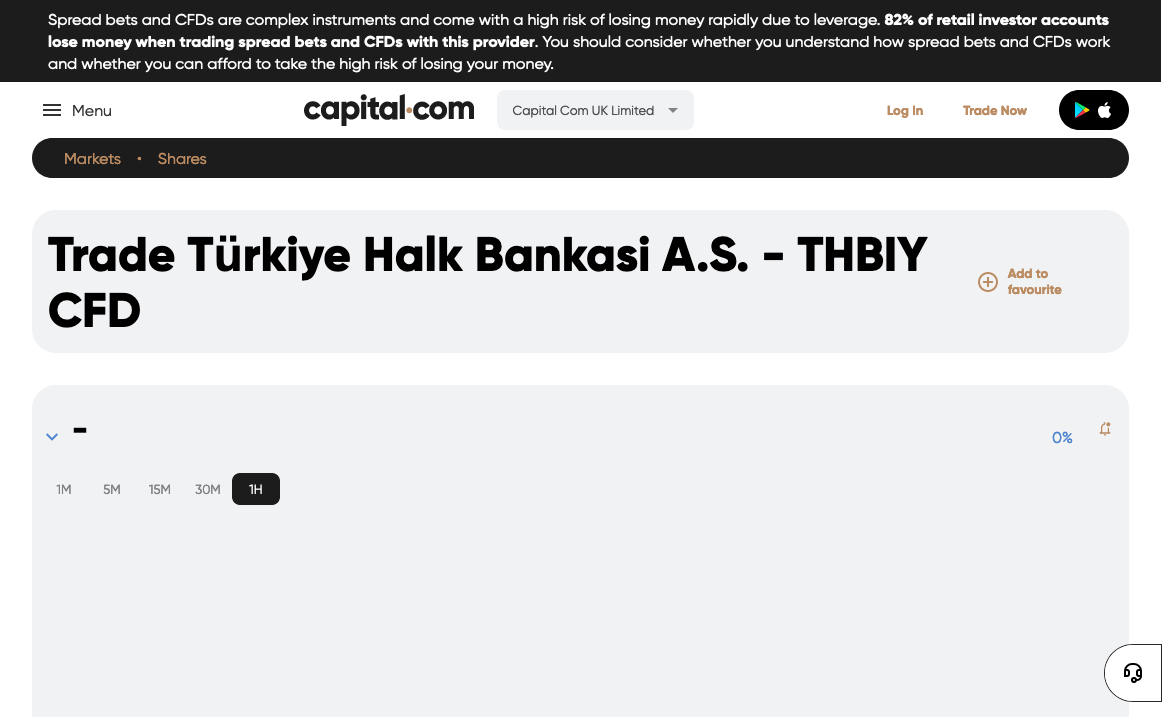 Spread bets and CFDs are complex instruments and come with a high risk of losing money rapidly due to leverage. 82% of retail investor accounts
lose money when trading spread bets and CFDs with this provider. You should consider whether you understand how spread bets and CFDs work
and whether you can afford to take the high risk of losing your money.
Menu
capital.com
Capital Com UK Limited
Log In
Trade Now
Markets • Shares
Trade Türkiye Halk Bankasi A.S. - THBIY
CFD
Add to
favourite
-
0%
1M 5M 15M 30M 1H